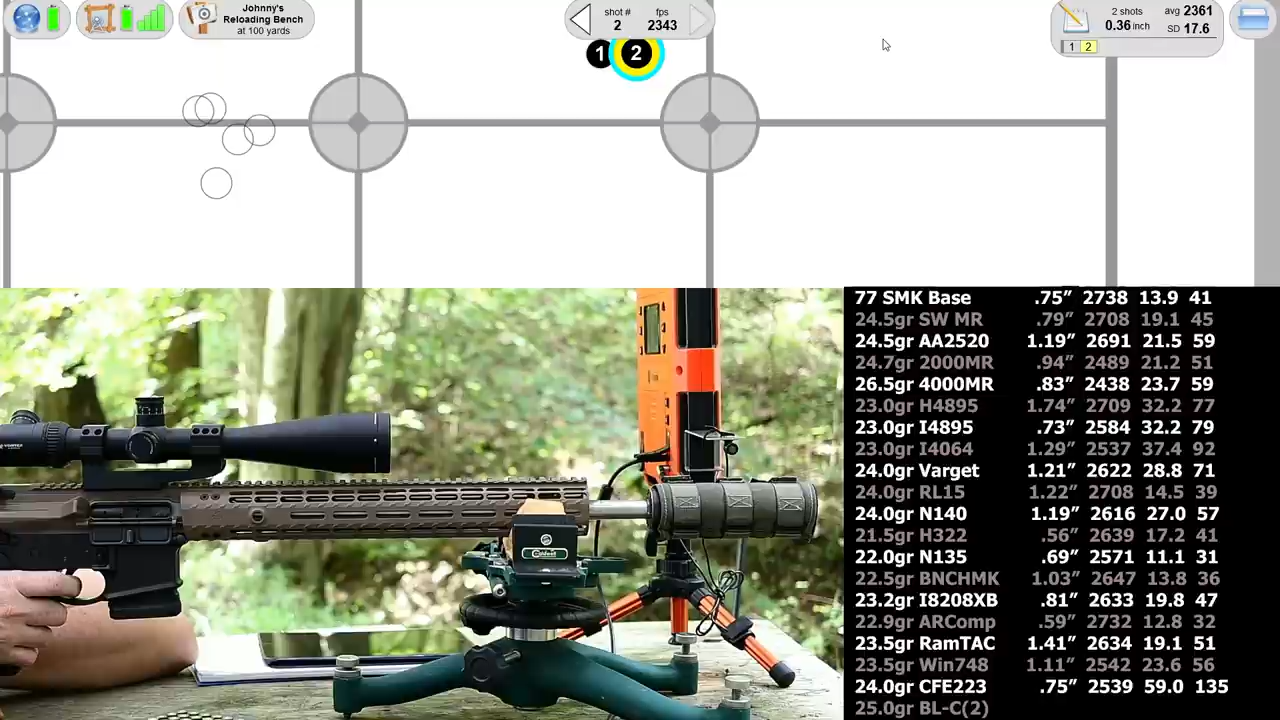 Johnny's
Reloading Bench
at 100 yards
shot # fps
2 2343
2 shots avg 2361
0.36 inch SD 17.6
1 2
1 2
77 SMK Base .75" 2738 13.9 41
24.5gr SW MR .79" 2708 19.1 45
24.5gr AA2520 1.19" 2691 21.5 59
24.7gr 2000MR .94" 2489 21.2 51
26.5gr 4000MR .83" 2438 23.7 59
23.0gr H4895 1.74" 2709 32.2 77
23.0gr I4895 .73" 2584 32.2 79
23.0gr I4064 1.29" 2537 37.4 92
24.0gr Varget 1.21" 2622 28.8 71
24.0gr RL15 1.22" 2708 14.5 39
24.0gr N140 1.19" 2616 27.0 57
21.5gr H322 .56" 2639 17.2 41
22.0gr N135 .69" 2571 11.1 31
22.5gr BNCHMK 1.03" 2647 13.8 36
23.2gr I8208XB .81" 2633 19.8 47
22.9gr ARComp .59" 2732 12.8 32
23.5gr RamTAC 1.41" 2634 19.1 51
23.5gr Win748 1.11" 2542 23.6 56
24.0gr CFE223 .75" 2539 59.0 135
25.0gr BL-C(2)
Caldwell